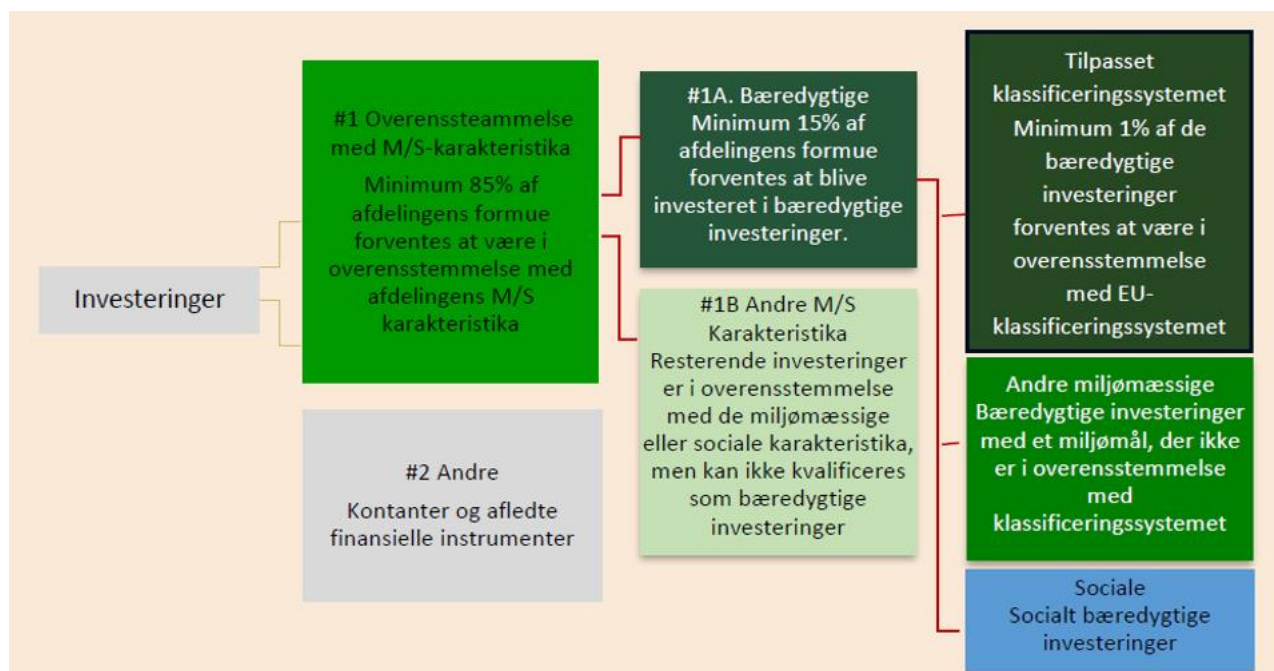 Investeringer
#1 Overenssteammelse
med M/S-karakteristika
Minimum 85% af
afdelingens formue
forventes at være i
overensstemmelse med
afdelingens M/S
karakteristika
#2 Andre
Kontanter og afledte
finansielle instrumenter
#1A. Bæredygtige
Minimum 15% af
afdelingens formue
forventes at blive
investeret i bæredygtige
investeringer.
#1B Andre M/S
Karakteristika
Resterende investeringer
er i overensstemmelse
med de miljømæssige
eller sociale karakteristika,
men kan ikke kvalificeres
som bæredygtige
investeringer
Tilpasset
klassificeringssystemet
Minimum 1% af de
bæredygtige
investeringer
forventes at være i
overensstemmelse
med EU-
klassificeringssystemet
Andre miljømæssige
Bæredygtige investeringer
med et miljømål, der ikke
er i overensstemmelse
med
klassificeringssystemet
Sociale
Socialt bæredygtige
investeringer